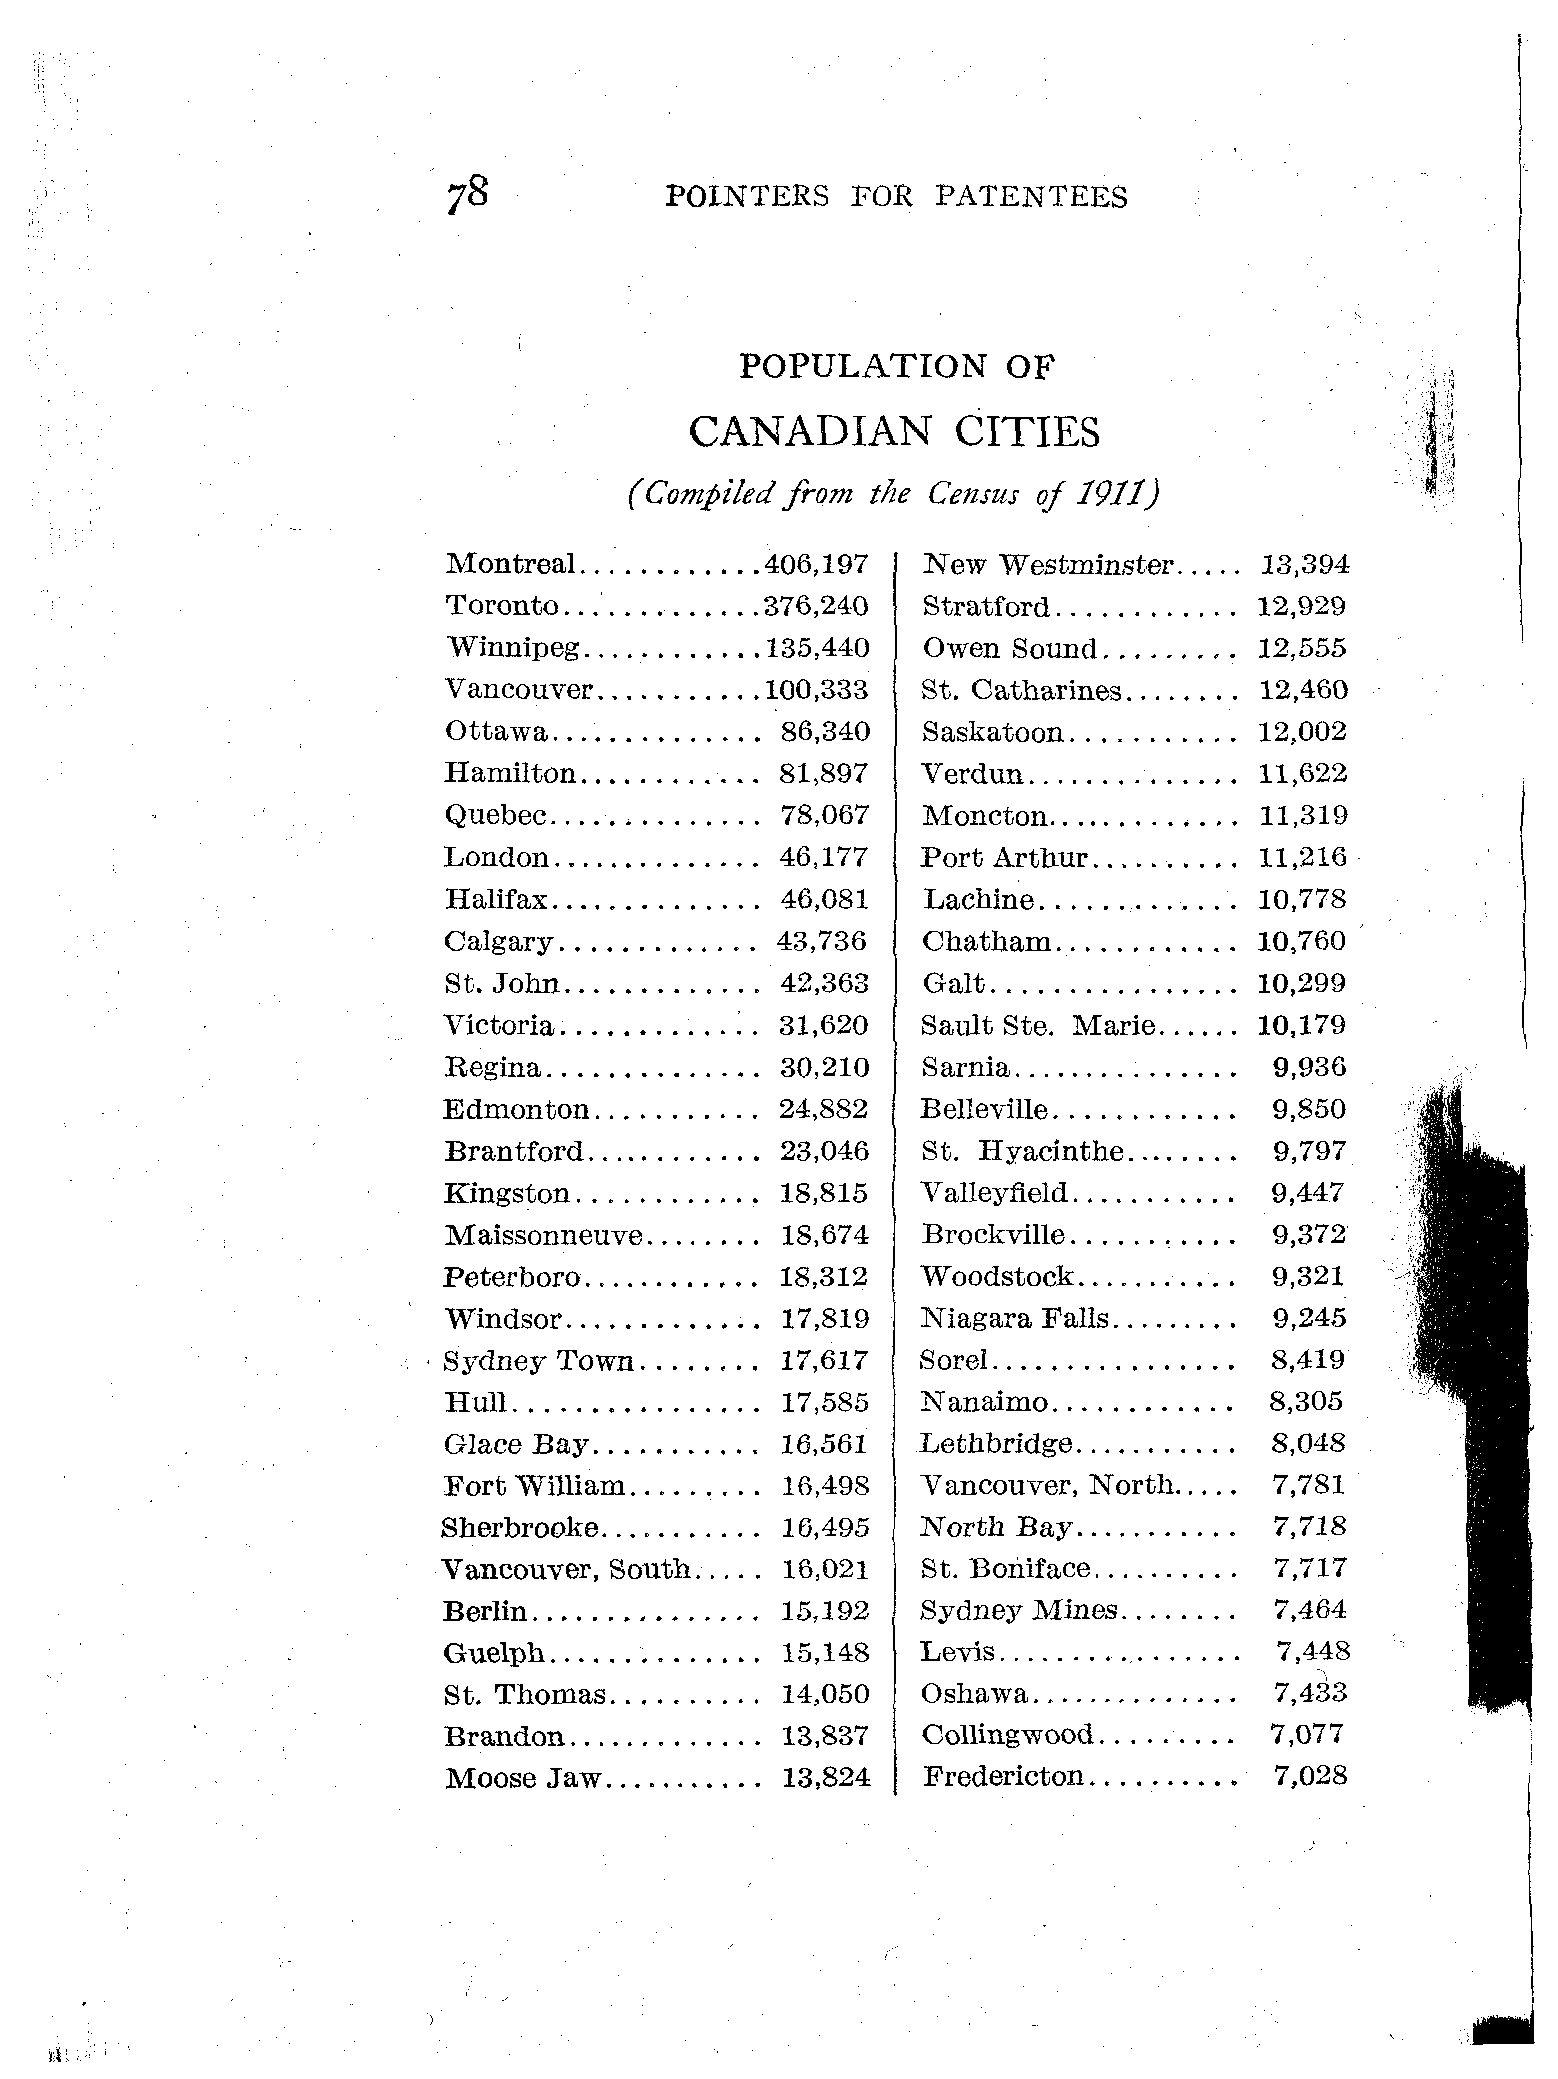 78 POINTERS FOR PATENTEES
POPULATION OF
CANADIAN CITIES
(Compiled from the Census of 1911)
Montreal.............406,197
Toronto..............376,240
Winnipeg.............135,440
Vancouver............100,333
Ottawa............... 86,340
Hamilton............. 81,897
Quebec............... 78,067
London............... 46,177
Halifax............... 46,081
Calgary.............. 43,736
St. John.............. 42,363
Victoria.............. 31,620
Regina............... 30,210
Edmonton............ 24,882
Brantford............ 23,046
Kingston............. 18,815
Maissonneuve........ 18,674
Peterboro............. 18,312
Windsor.............. 17,819
Sydney Town......... 17,617
Hull.................. 17,585
Glace Bay............ 16,561
Fort William.......... 16,498
Sherbrooke........... 16,495
Vancouver, South..... 16,021
Berlin................ 15,192
Guelph............... 15,148
St. Thomas........... 14,050
Brandon.............. 13,837
Moose Jaw........... 13,824
New Westminster..... 13,394
Stratford............. 12,929
Owen Sound.......... 12,555
St. Catharines........ 12,460
Saskatoon............ 12,002
Verdun............... 11,622
Moncton.............. 11,319
Port Arthur........... 11,216
Lachine.............. 10,778
Chatham............. 10,760
Galt.................. 10,299
Sault Ste. Marie...... 10,179
Sarnia................ 9,936
Belleville............. 9,850
St. Hyacinthe........ 9,797
Valleyfield............ 9,447
Brockville............ 9,372
Woodstock........... 9,321
Niagara Falls......... 9,245
Sorel................. 8,419
Nanaimo............. 8,305
Lethbridge........... 8,048
Vancouver, North..... 7,781
North Bay............ 7,718
St. Boniface.......... 7,717
Sydney Mines........ 7,464
Levis................. 7,448
Oshawa.............. 7,433
Collingwood.......... 7,077
Fredericton........... 7,028